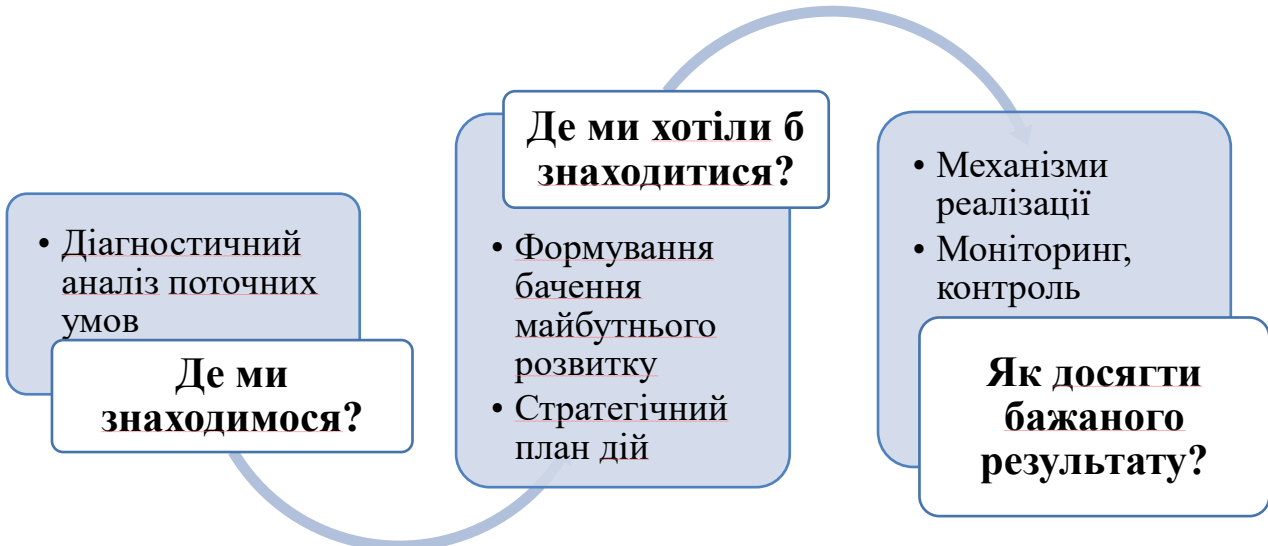 • Діагностичний
аналіз поточних
умов
Де ми
знаходимося?
Де ми хотіли б
знаходитися?
• Формування
бачення
майбутнього
розвитку
• Стратегічний
план дій
• Механізми
реалізації
• Моніторинг,
контроль
Як досягти
бажаного
результату?